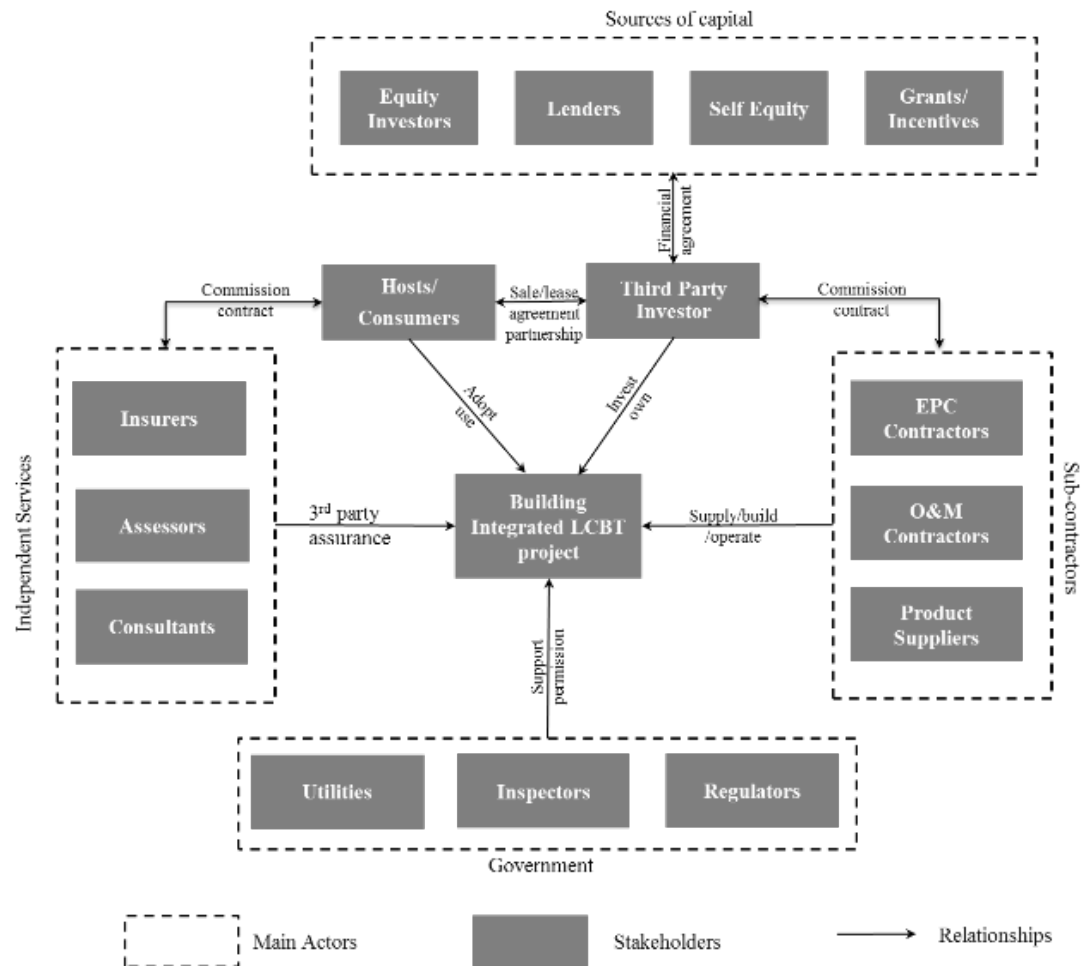 Sources of capital
Equity
Investors
Lenders
Self Equity
Grants/
Incentives
Financial
agreement
Hosts/
Consumers
Sale/lease
agreement
partnership
Third Party
Investor
Commission
contract
Commission
contract
Independent Services
Insurers
Assessors
Consultants
Adopt
use
Invest
own
3rd party
assurance
Building
Integrated LCBT
project
Supply/build
/operate
EPC
Contractors
O&M
Contractors
Product
Suppliers
Sub-contractors
Support
permission
Utilities
Inspectors
Regulators
Government
Main Actors
Stakeholders
Relationships